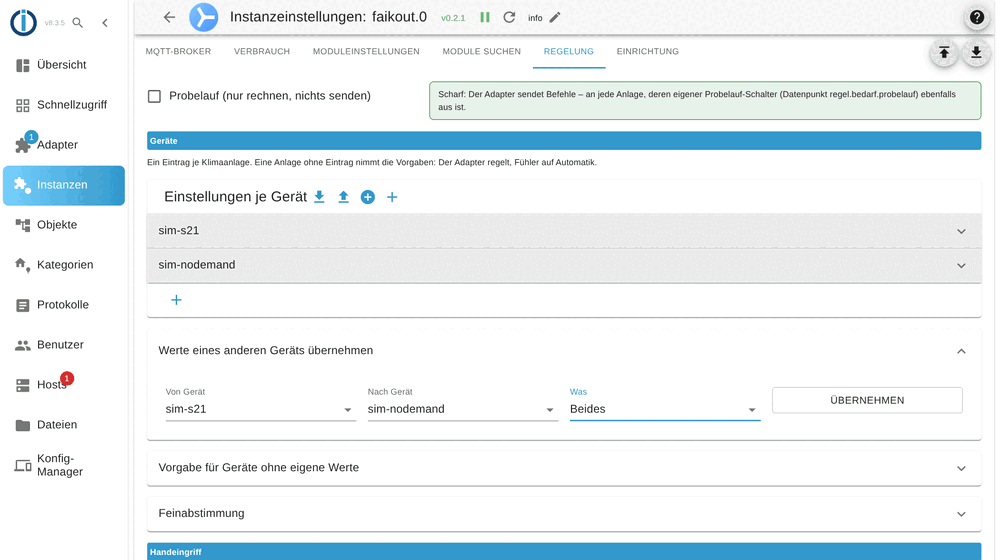 v8.3.5
Instanzeinstellungen: faikout.0
v0.2.1
info
Übersicht
Schnellzugriff
1
Adapter
Instanzen
Objekte
Kategorien
Protokolle
Benutzer
Hosts
1
Dateien
Konfig-
Manager
MQTT-BROKER
VERBRAUCH
MODULEINSTELLUNGEN
MODULE SUCHEN
REGELUNG
EINRICHTUNG
Probelauf (nur rechnen, nichts senden)
Scharf: Der Adapter sendet Befehle – an jede Anlage, deren eigener Probelauf-Schalter (Datenpunkt regel.bedarf.probelauf) ebenfalls
aus ist.
Geräte
Ein Eintrag je Klimaanlage. Eine Anlage ohne Eintrag nimmt die Vorgaben: Der Adapter regelt, Fühler auf Automatik.
Einstellungen je Gerät
sim-s21
sim-nodemand
Werte eines anderen Geräts übernehmen
Von Gerät
sim-s21
Nach Gerät
sim-nodemand
Was
Beides
ÜBERNEHMEN
Vorgabe für Geräte ohne eigene Werte
Feinabstimmung
Handeingriff